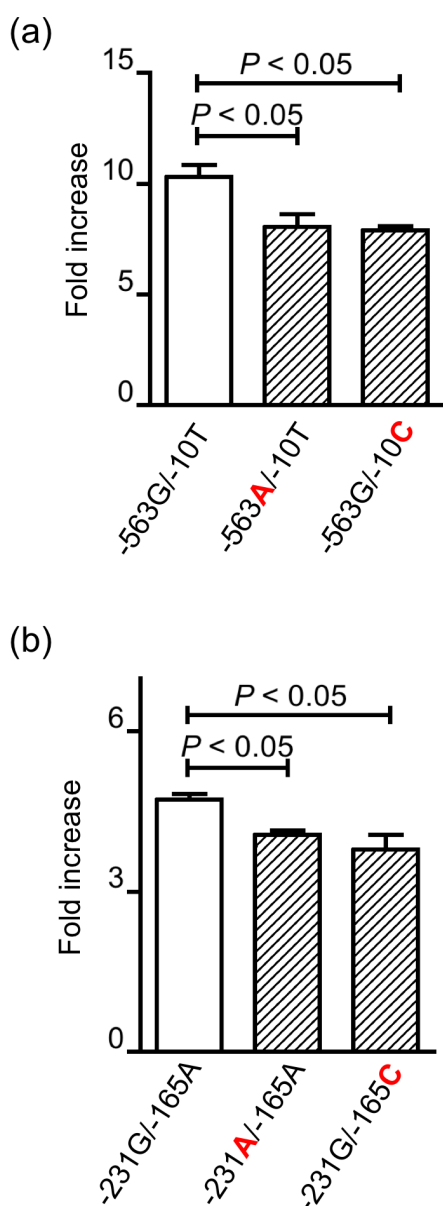 (a)
15
P < 0.05
P < 0.05
10
Fold increase
5
0
-563G/-10T
-563A/-10T
-563G/-10C
(b)
P < 0.05
6
P < 0.05
Fold increase
3
0
-231G/-165A
-231A/-165A
-231G/-165C